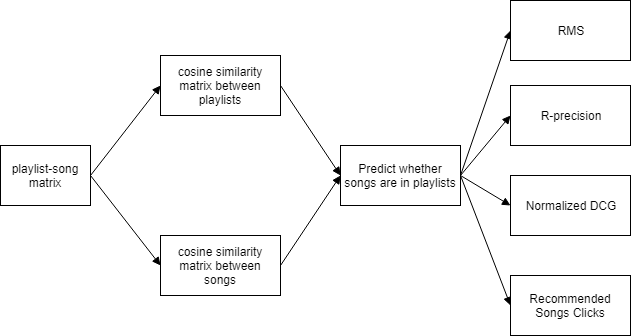 playlist-song
matrix
cosine similarity
matrix between
playlists
cosine similarity
matrix between
songs
Predict whether
songs are in playlists
RMS
R-precision
Normalized DCG
Recommended
Songs Clicks